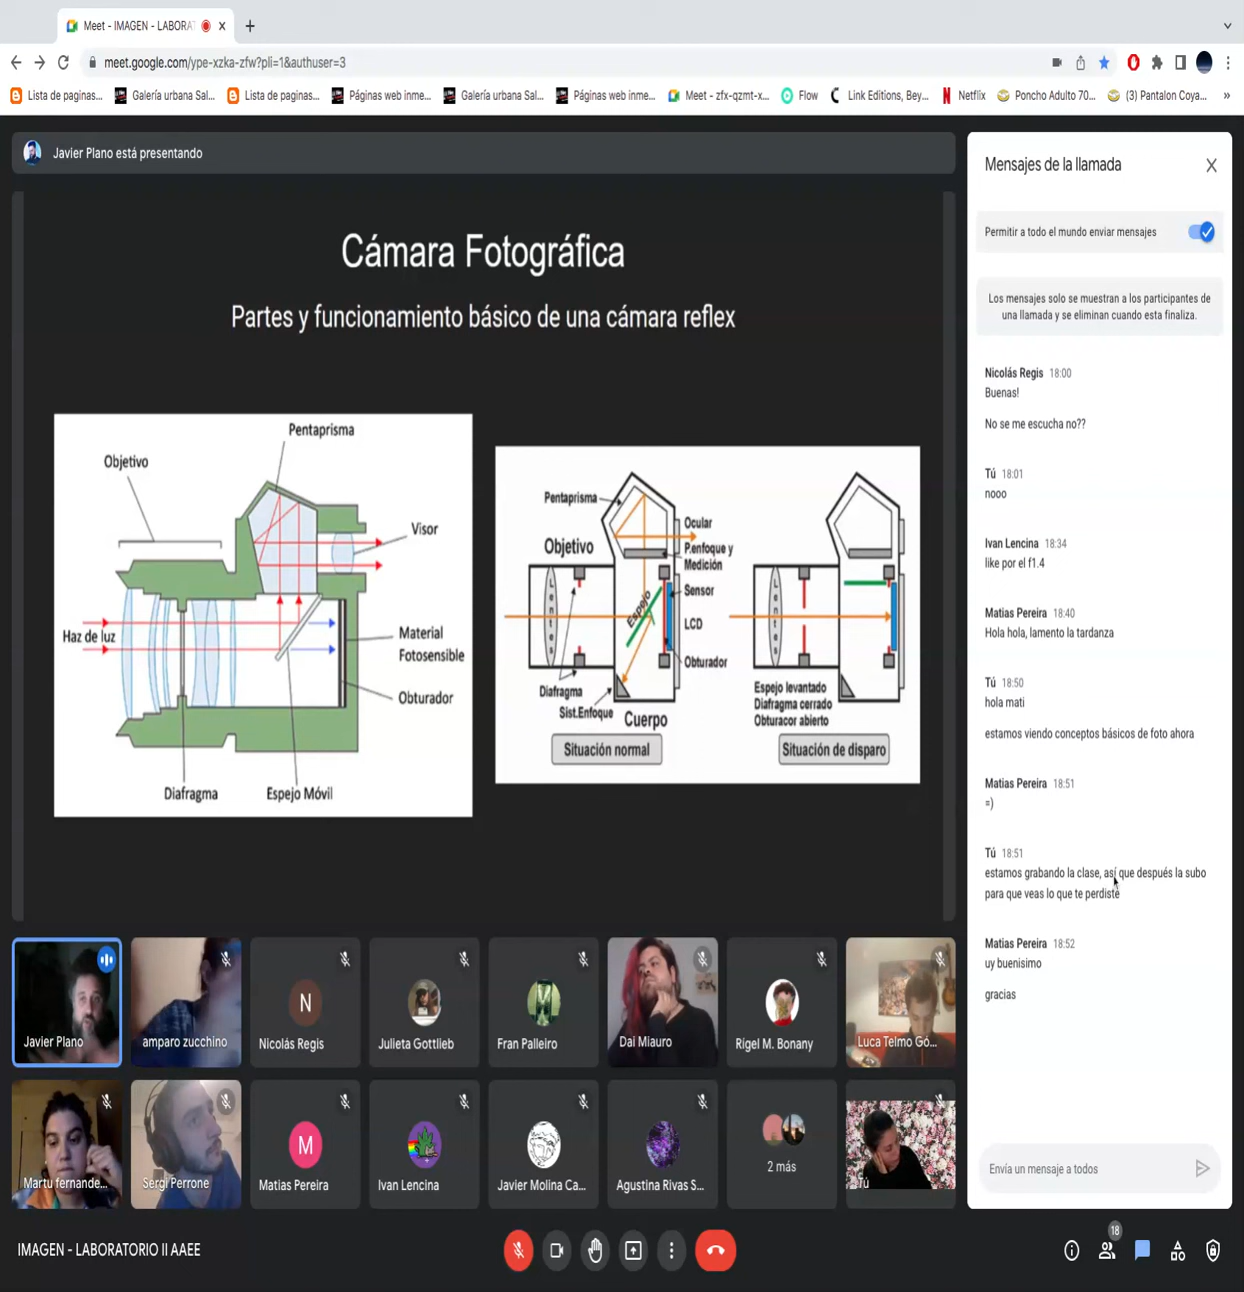 Meet - IMAGEN - LABORAT
meet.google.com/ype-xzka-zfw?pli=1&authuser=3
Lista de paginas...
Galería urbana Sal...
Lista de paginas...
Páginas web inme...
Galería urbana Sal...
Páginas web inme...
Meet - zfx-qzmt-x...
Flow
Link Editions, Bey...
Netflix
Poncho Adulto 70...
(3) Pantalon Coya...
Javier Plano está presentando
Cámara Fotográfica
Partes y funcionamiento básico de una cámara reflex
Pentaprisma
Objetivo
Visor
Haz de luz
Material
Fotosensible
Obturador
Diafragma
Espejo Móvil
Pentaprisma
Ocular
Objetivo
P.enfoque y
Medición
Lentes
Espejo
Sensor
LCD
Obturador
Diafragma
Sist.Enfoque
Cuerpo
Situación normal
Lentes
Espejo levantado
Diafragma cerrado
Obturacor abierto
Situación de disparo
Mensajes de la llamada
Permitir a todo el mundo enviar mensajes
Los mensajes solo se muestran a los participantes de
una llamada y se eliminan cuando esta finaliza.
Nicolás Regis 18:00
Buenas!
No se me escucha no??
Tú 18:01
nooo
Ivan Lencina 18:34
like por el f1.4
Matias Pereira 18:40
Hola hola, lamento la tardanza
Tú 18:50
hola mati
estamos viendo conceptos básicos de foto ahora
Matias Pereira 18:51
=)
Tú 18:51
estamos grabando la clase, así que después la subo
para que veas lo que te perdiste
Matias Pereira 18:52
uy buenisimo
gracias
Envía un mensaje a todos
Javier Plano
amparo zucchino
N
Nicolás Regis
Julieta Gottlieb
Fran Palleiro
Dai Miauro
Rigel M. Bonany
Luca Telmo Gó...
Martu fernande...
Sergi Perrone
M
Matias Pereira
Ivan Lencina
Javier Molina Ca...
Agustina Rivas S...
2 más
Tú
IMAGEN - LABORATORIO II AAEE
18